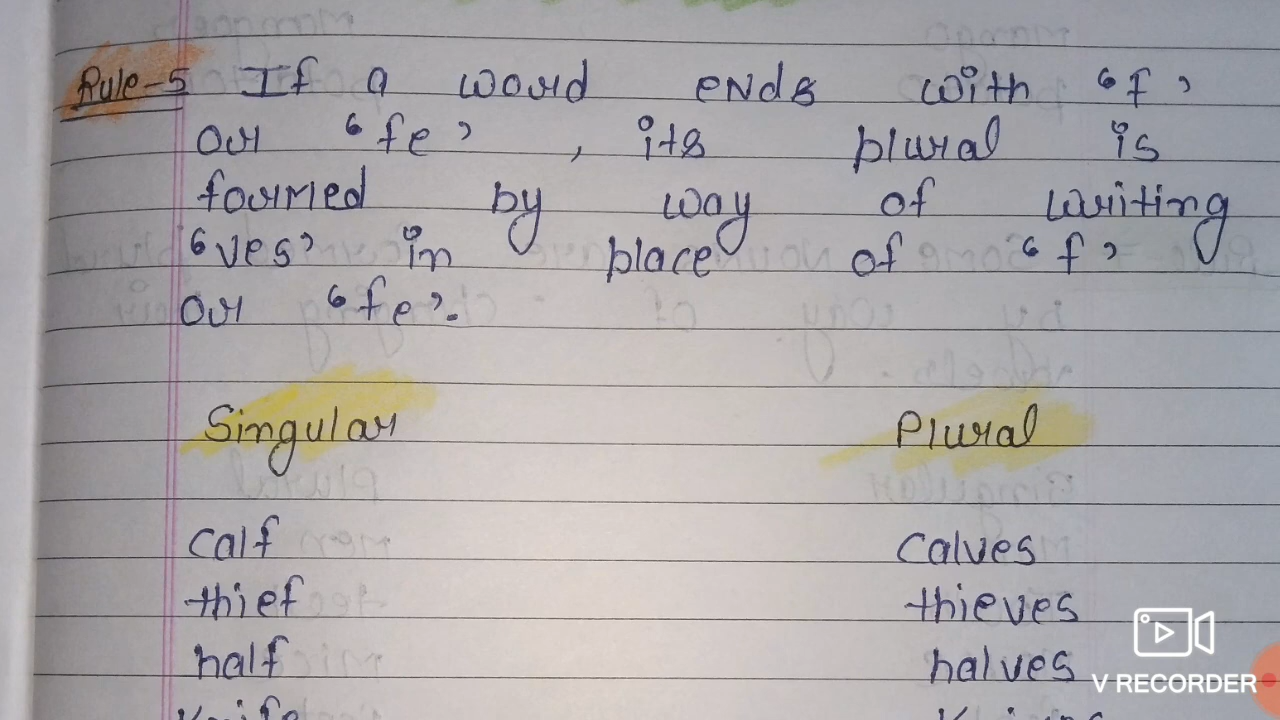 Rule-5 If a word ends with 'f'
or 'fe', its plural is
formed by way of writing
'ves' in place of 'f'
or 'fe'.
Singular Plural
calf calves
thief thieves
half halves
V RECORDER